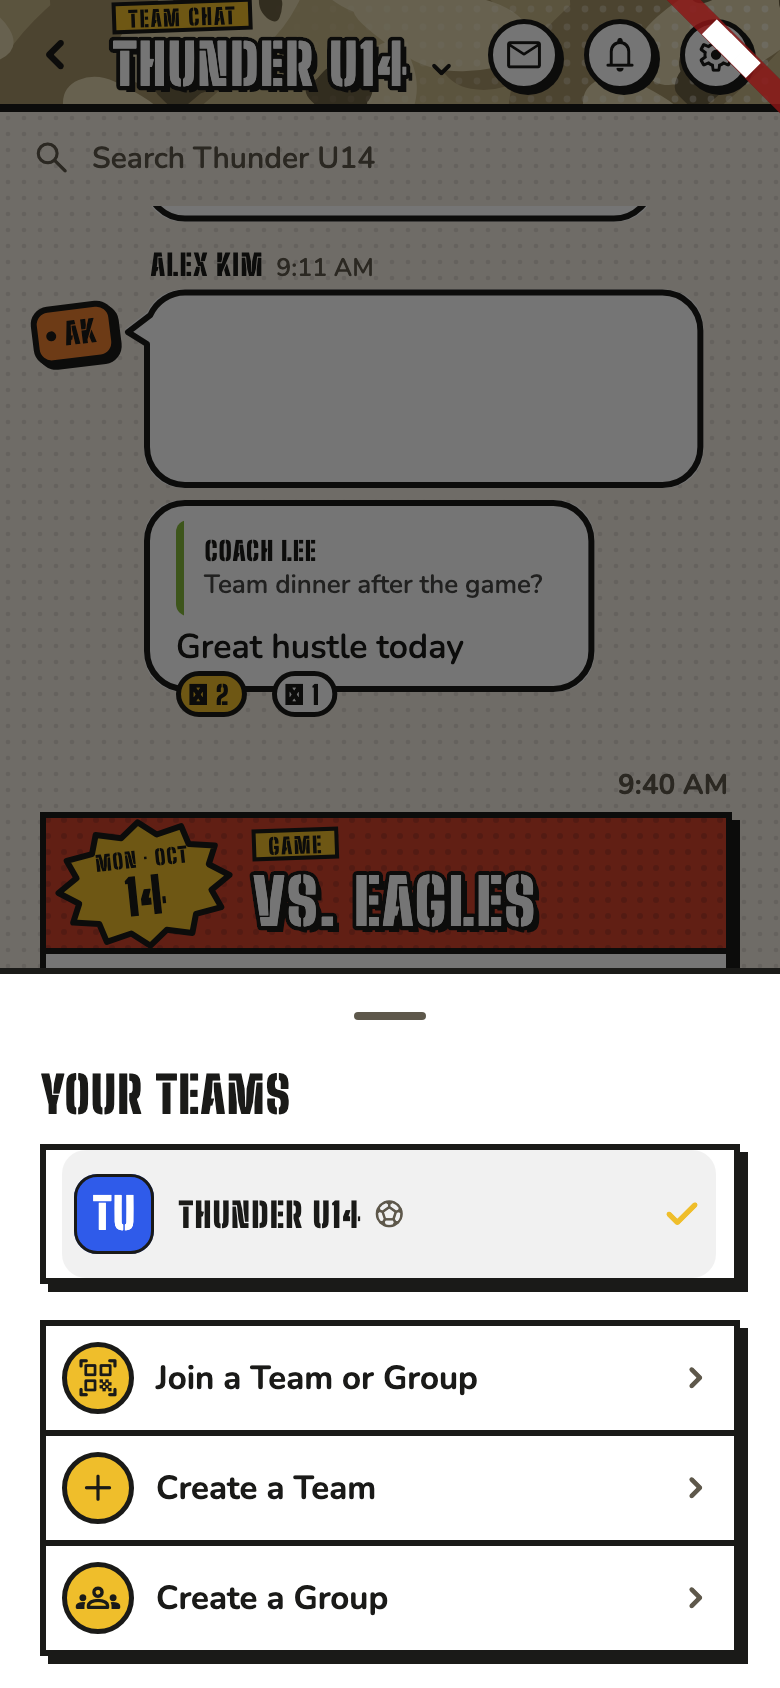 TEAM CHAT
THUNDER U14
Search Thunder U14
ALEX KIM 9:11 AM
AK
COACH LEE
Team dinner after the game?
Great hustle today
2 1
9:40 AM
MON · OCT
14
GAME
VS. EAGLES
YOUR TEAMS
TU THUNDER U14
Join a Team or Group
Create a Team
Create a Group